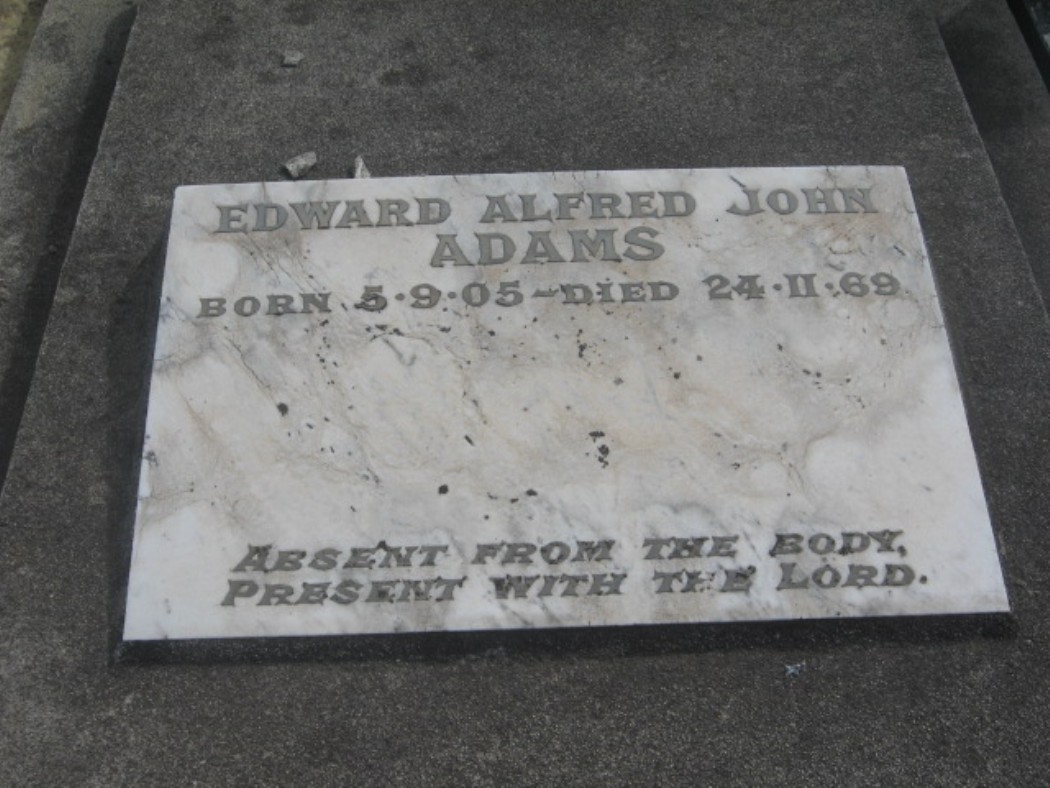 EDWARD ALFRED JOHN
ADAMS
BORN 5·9·05 - DIED 24·11·69
ABSENT FROM THE BODY,
PRESENT WITH THE LORD.